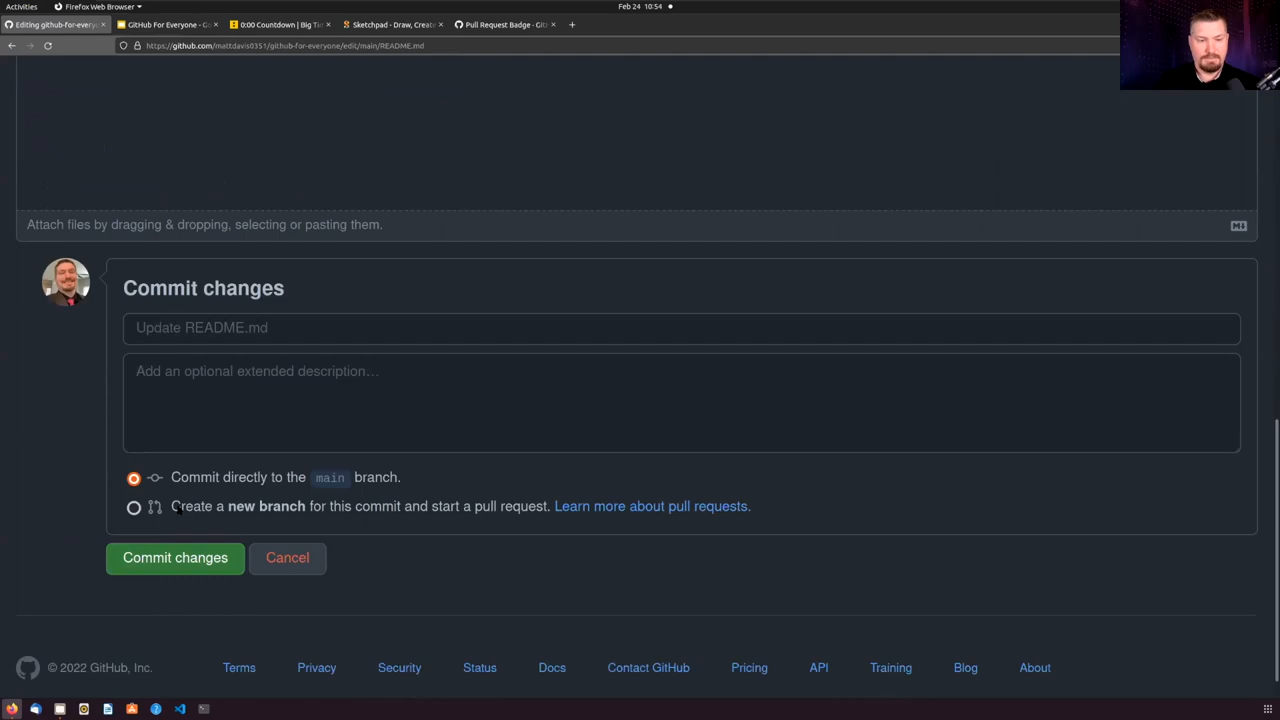 Activities
Firefox Web Browser
Feb 24 10:54
Editing github-for-every
GitHub For Everyone - Go
0:00 Countdown | Big Ti
Sketchpad - Draw, Create
Pull Request Badge - Git
https://github.com/mattdavis0351/github-for-everyone/edit/main/README.md
Attach files by dragging & dropping, selecting or pasting them.
Commit changes
Update README.md
Add an optional extended description…
Commit directly to the main branch.
Create a new branch for this commit and start a pull request. Learn more about pull requests.
Commit changes
Cancel
© 2022 GitHub, Inc.
Terms
Privacy
Security
Status
Docs
Contact GitHub
Pricing
API
Training
Blog
About